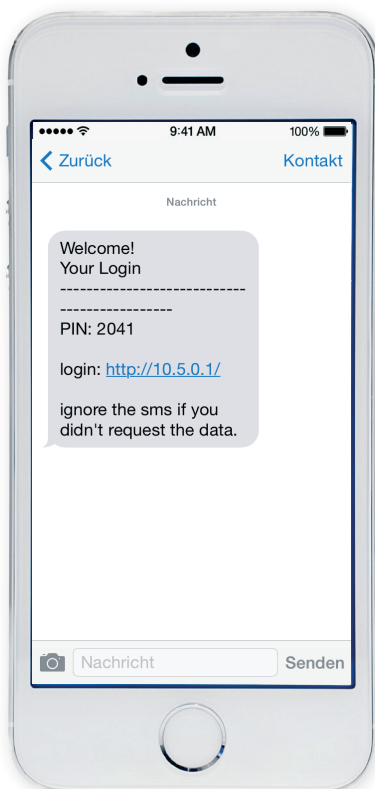 9:41 AM 100%
Zurück Kontakt
Nachricht
Welcome!
Your Login
---------------------------
----------------
PIN: 2041
login: http://10.5.0.1/
ignore the sms if you
didn't request the data.
Nachricht Senden